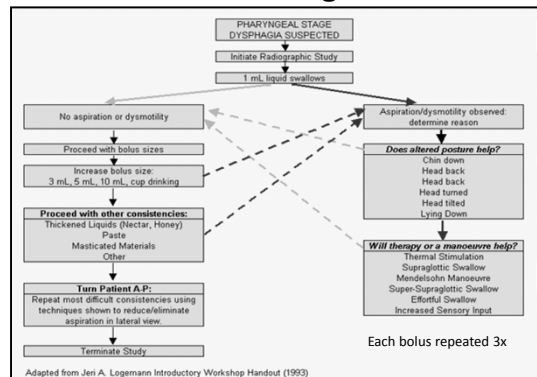 PHARYNGEAL STAGE
DYSPHAGIA SUSPECTED
Initiate Radiographic Study
1 mL liquid swallows
No aspiration or dysmotility
Proceed with bolus sizes
Increase bolus size:
3 mL, 5 mL, 10 mL, cup drinking
Proceed with other consistencies:
Thickened Liquids (Nectar, Honey)
Paste
Masticated Materials
Other
Turn Patient A-P:
Repeat most difficult consistencies using
techniques shown to reduce/eliminate
aspiration in lateral view.
Terminate Study
Aspiration/dysmotility observed:
determine reason
Does altered posture help?
Chin down
Head back
Head back
Head turned
Head tilted
Lying Down
Will therapy or a manoeuvre help?
Thermal Stimulation
Supraglottic Swallow
Mendelsohn Manoeuvre
Super-Supraglottic Swallow
Effortful Swallow
Increased Sensory Input
Each bolus repeated 3x
Adapted from Jeri A. Logemann Introductory Workshop Handout (1993)